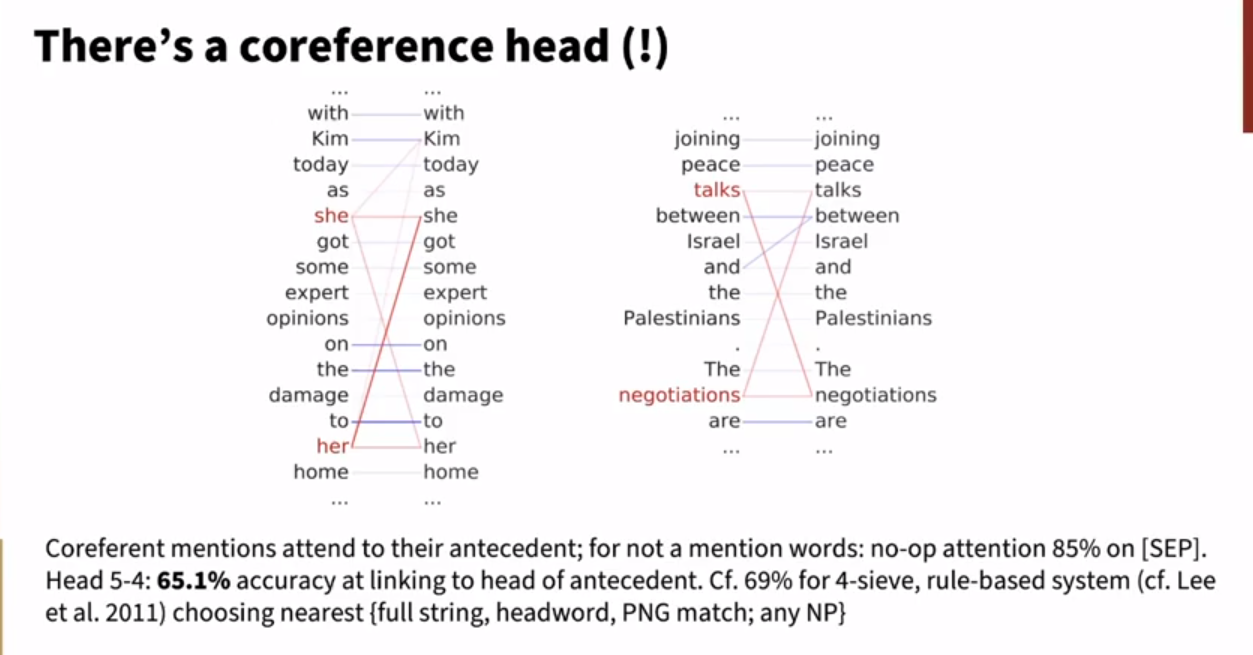 There’s a coreference head (!)
... ...
with with
Kim Kim
today today
as as
she she
got got
some some
expert expert
opinions opinions
on on
the the
damage damage
to to
her her
home home
... ...
... ...
joining joining
peace peace
talks talks
between between
Israel Israel
and and
the the
Palestinians Palestinians
. .
The The
negotiations negotiations
are are
... ...
Coreferent mentions attend to their antecedent; for not a mention words: no-op attention 85% on [SEP].
Head 5-4: 65.1% accuracy at linking to head of antecedent. Cf. 69% for 4-sieve, rule-based system (cf. Lee
et al. 2011) choosing nearest {full string, headword, PNG match; any NP}